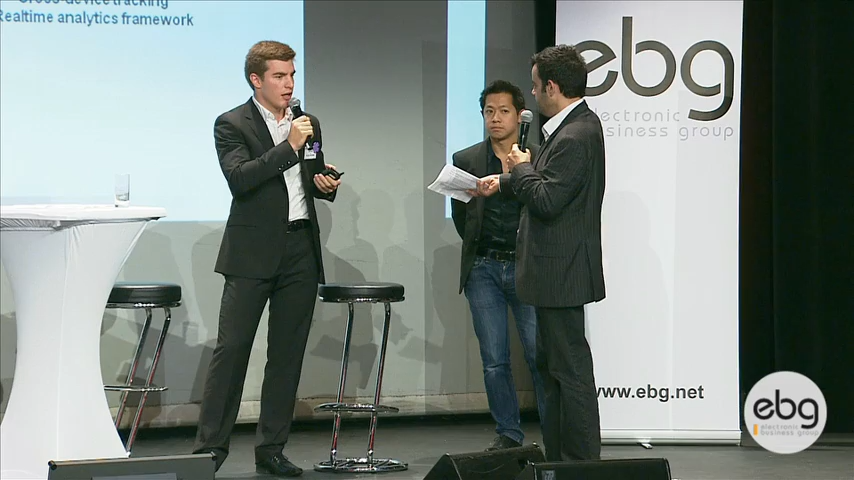 Cross-device tracking
Realtime analytics framework
ebg
electronic
business group
www.ebg.net
ebg
electronic
business group